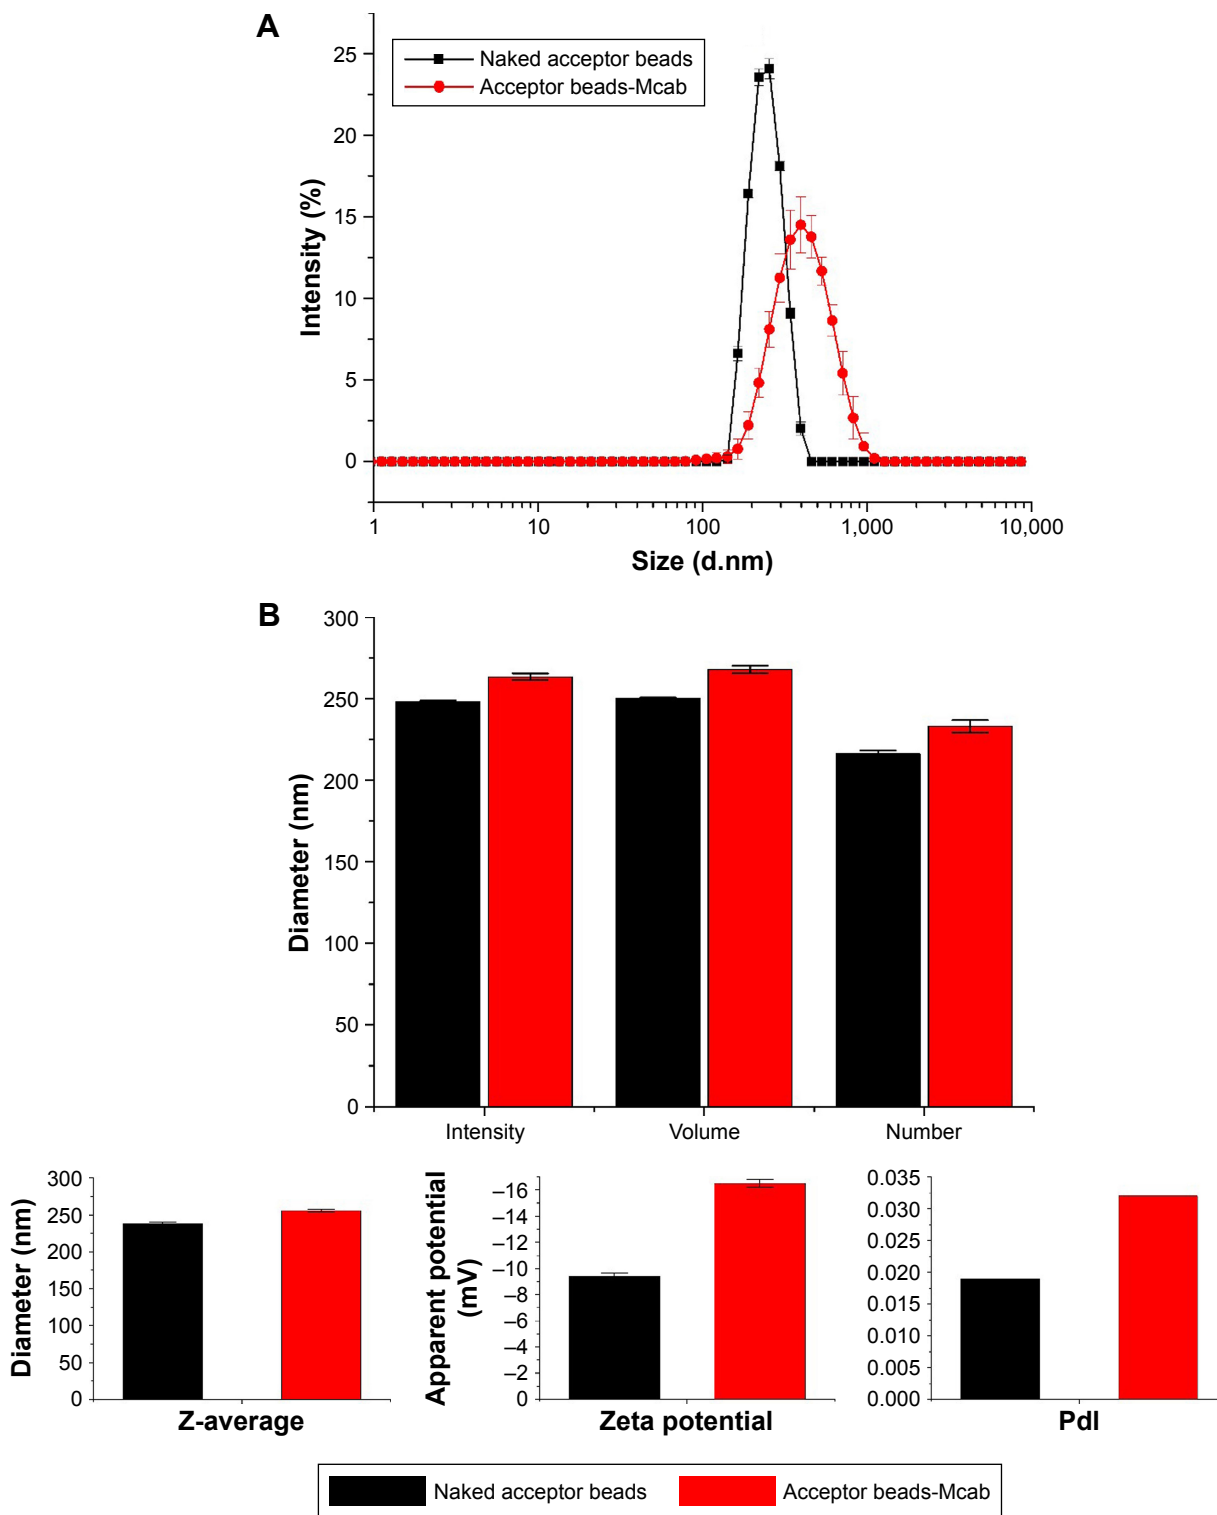 A
Naked acceptor beads
Acceptor beads-Mcab
Intensity (%)
25
20
15
10
5
0
1
10
100
1,000
10,000
Size (d.nm)
B
Diameter (nm)
300
250
200
150
100
50
0
Intensity
Volume
Number
Diameter (nm)
300
250
200
150
100
50
0
Z-average
Apparent potential
(mV)
–16
–14
–12
–10
–8
–6
–4
–2
0
Zeta potential
0.035
0.030
0.025
0.020
0.015
0.010
0.005
0.000
PdI
Naked acceptor beads
Acceptor beads-Mcab